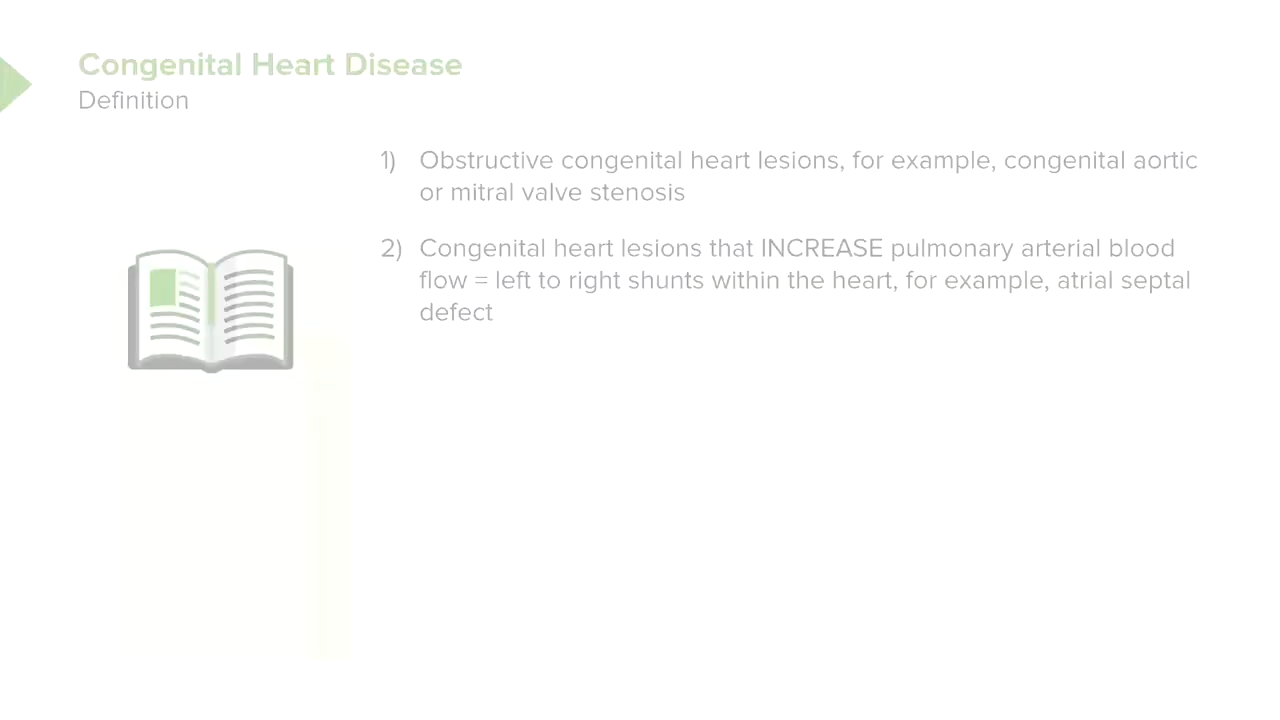 Congenital Heart Disease
Definition
1) Obstructive congenital heart lesions, for example, congenital aortic
or mitral valve stenosis
2) Congenital heart lesions that INCREASE pulmonary arterial blood
flow = left to right shunts within the heart, for example, atrial septal
defect